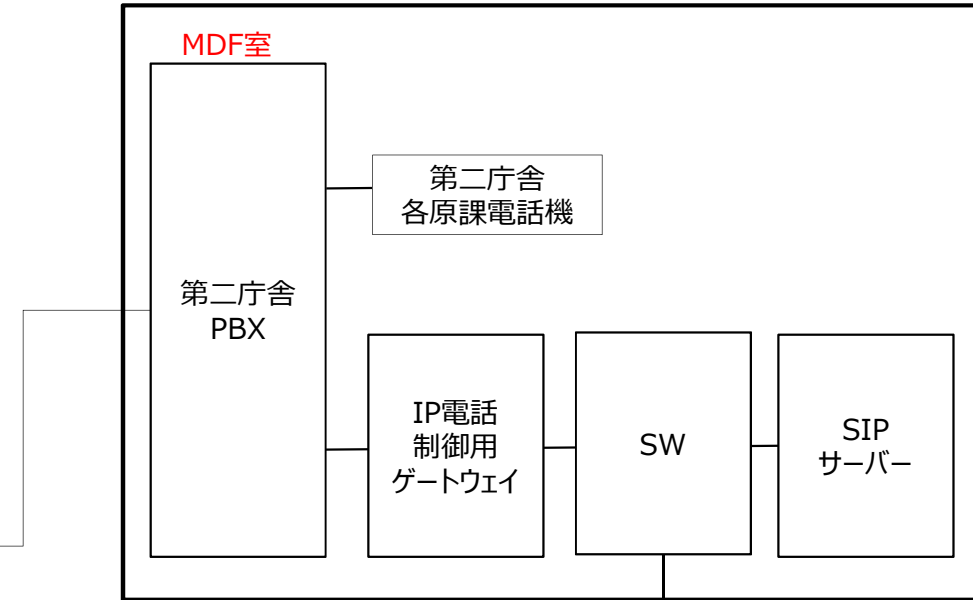 MDF室
第二庁舎
各原課電話機
第二庁舎
PBX
IP電話
制御用
ゲートウェイ
SW
SIP
サーバー